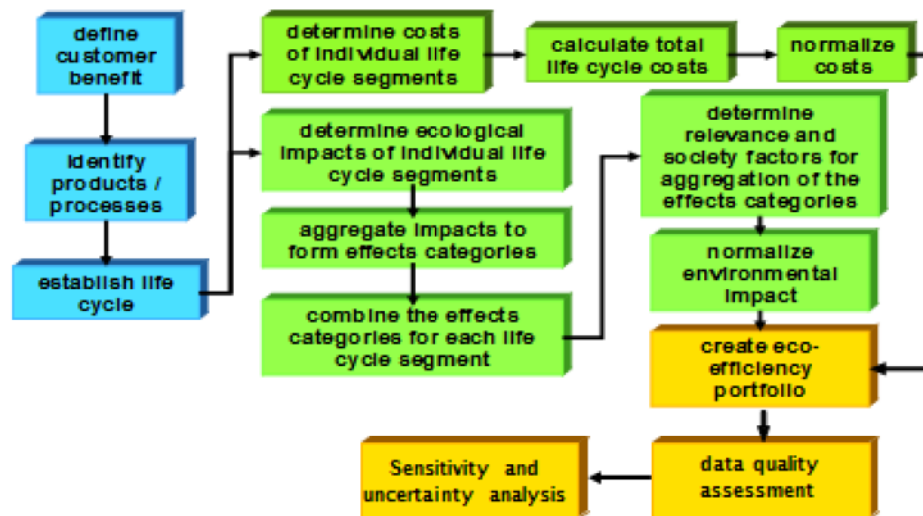 define
customer
benefit
identify
products /
processes
establish life
cycle
determine costs
of individual life
cycle segments
calculate total
life cycle costs
normalize
costs
determine ecological
impacts of individual life
cycle segments
aggregate impacts to
form effects categories
combine the effects
categories for each life
cycle segment
determine
relevance and
society factors for
aggregation of the
effects categories
normalize
environmental
impact
create eco-
efficiency
portfolio
data quality
assessment
Sensitivity and
uncertainty analysis